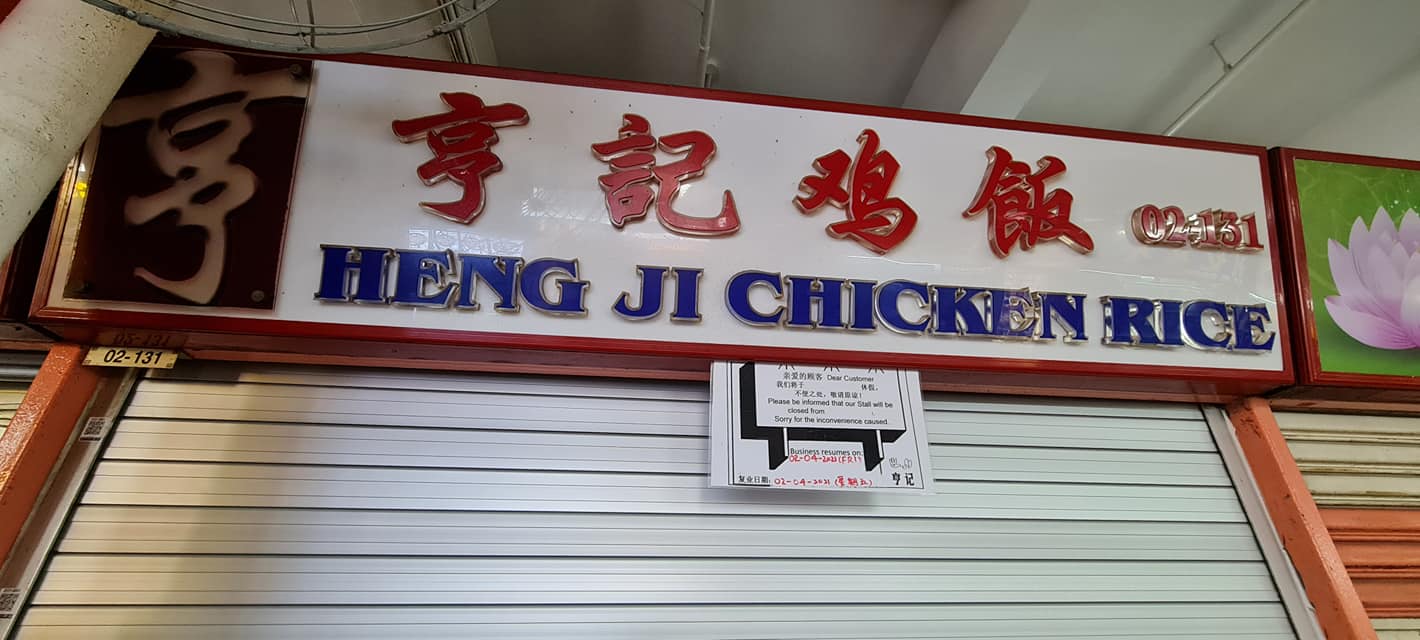 亨
亨記鸡飯 02-131
HENG JI CHICKEN RICE
02-131
亲爱的顾客 Dear Customer
我们将于 休假，
不便之处，敬请原谅！
Please be informed that our Stall will be
closed from
Sorry for the inconvenience caused.
Business resumes on:
02-04-2021 (FRI)
复业日期: 02-04-2021 (星期五)
亨记